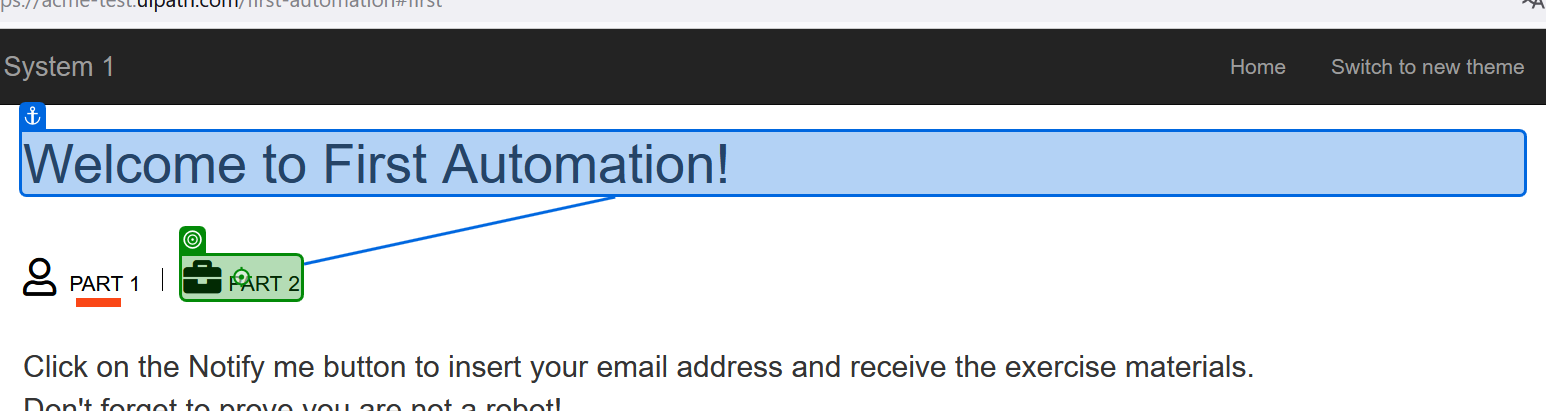 ps://acme-test.uipath.com/first-automation#first
System 1 Home Switch to new theme
Welcome to First Automation!
PART 1 PART 2
Click on the Notify me button to insert your email address and receive the exercise materials.
Don't forget to prove you are not a robot!